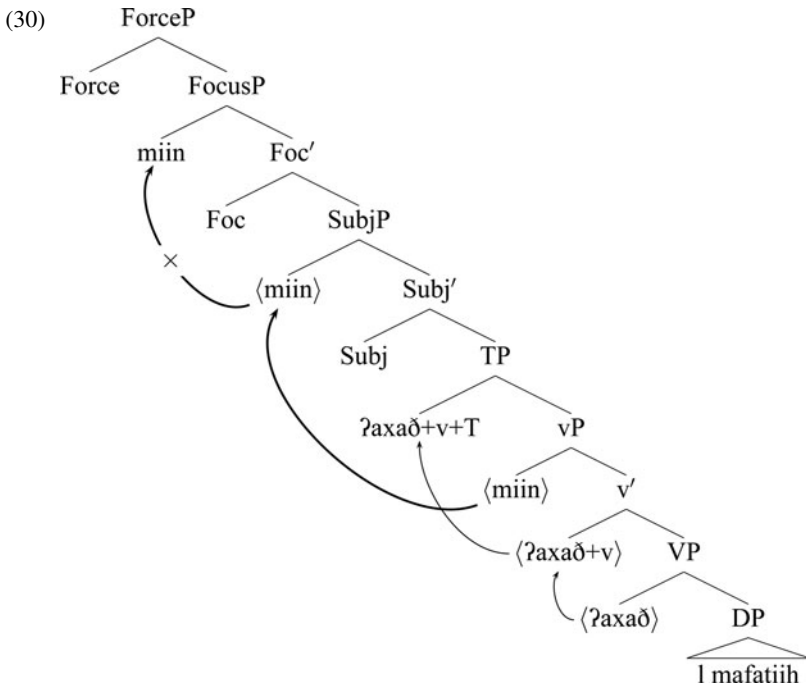 (30)
ForceP
Force FocusP
miin Foc′
Foc SubjP
×
⟨miin⟩ Subj′
Subj TP
ʔaxað+v+T vP
⟨miin⟩ v′
⟨ʔaxað+v⟩ VP
⟨ʔaxað⟩ DP
l mafatiih